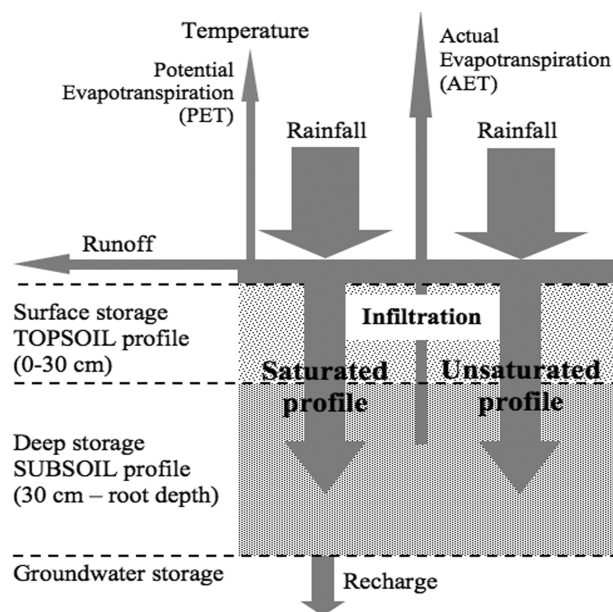 Temperature
Potential
Evapotranspiration
(PET)
Actual
Evapotranspiration
(AET)
Rainfall
Rainfall
Runoff
Surface storage
TOPSOIL profile
(0-30 cm)
Infiltration
Saturated
profile
Unsaturated
profile
Deep storage
SUBSOIL profile
(30 cm – root depth)
Groundwater storage
Recharge